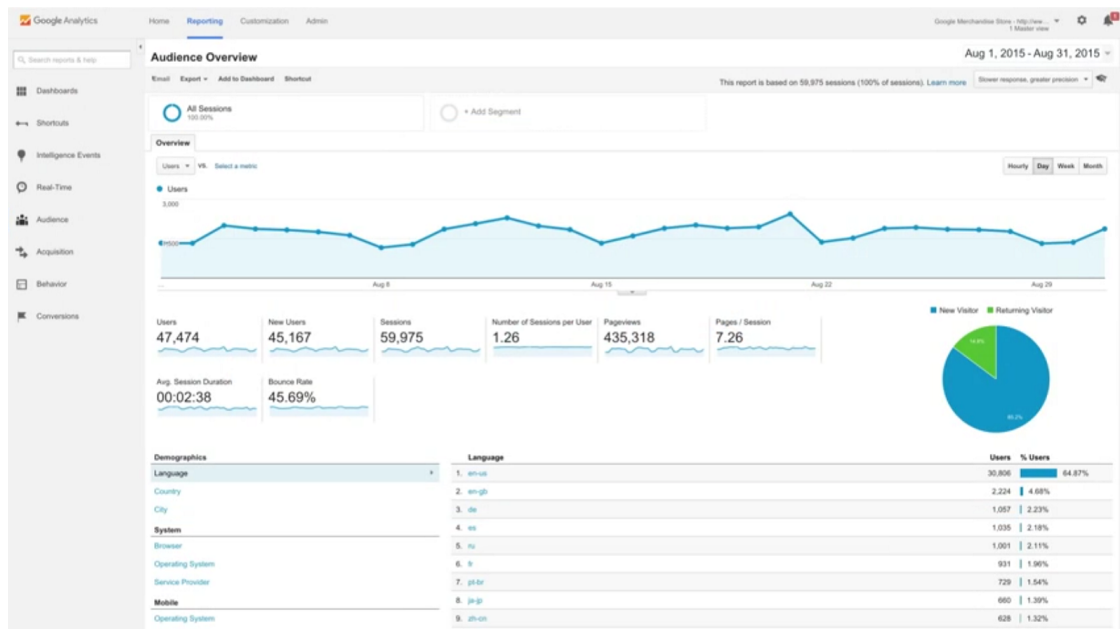 Google Analytics
Home Reporting Customization Admin
Google Merchandise Store - http://ww...
1 Master view
1
Search reports & help
Audience Overview
Aug 1, 2015 - Aug 31, 2015
Email Export Add to Dashboard Shortcut
This report is based on 59,975 sessions (100% of sessions). Learn more
Slower response, greater precision
Dashboards
Shortcuts
Intelligence Events
Real-Time
Audience
Acquisition
Behavior
Conversions
All Sessions
100.00%
+ Add Segment
Overview
Users VS. Select a metric
Hourly Day Week Month
Users
3,000
1,500
... Aug 8 Aug 15 Aug 22 Aug 29
New Visitor Returning Visitor
Users New Users Sessions Number of Sessions per User Pageviews Pages / Session
47,474 45,167 59,975 1.26 435,318 7.26
Avg. Session Duration Bounce Rate
00:02:38 45.69%
Demographics
Language
Country
City
System
Browser
Operating System
Service Provider
Mobile
Operating System
Language Users % Users
1. en-us 30,806 64.87%
2. en-gb 2,224 4.68%
3. de 1,057 2.23%
4. es 1,035 2.18%
5. ru 1,001 2.11%
6. fr 931 1.96%
7. pt-br 729 1.54%
8. ja-jp 660 1.39%
9. zh-cn 628 1.32%